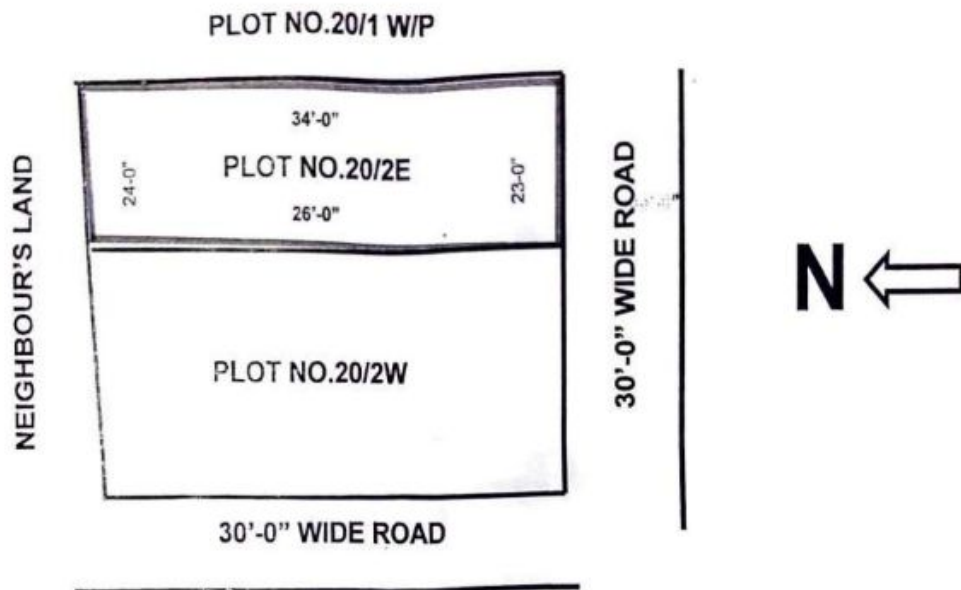 PLOT NO.20/1 W/P
34'-0"
PLOT NO.20/2E
24-0"
23-0"
26'-0"
NEIGHBOUR'S LAND
30'-0" WIDE ROAD
N
PLOT NO.20/2W
30'-0" WIDE ROAD